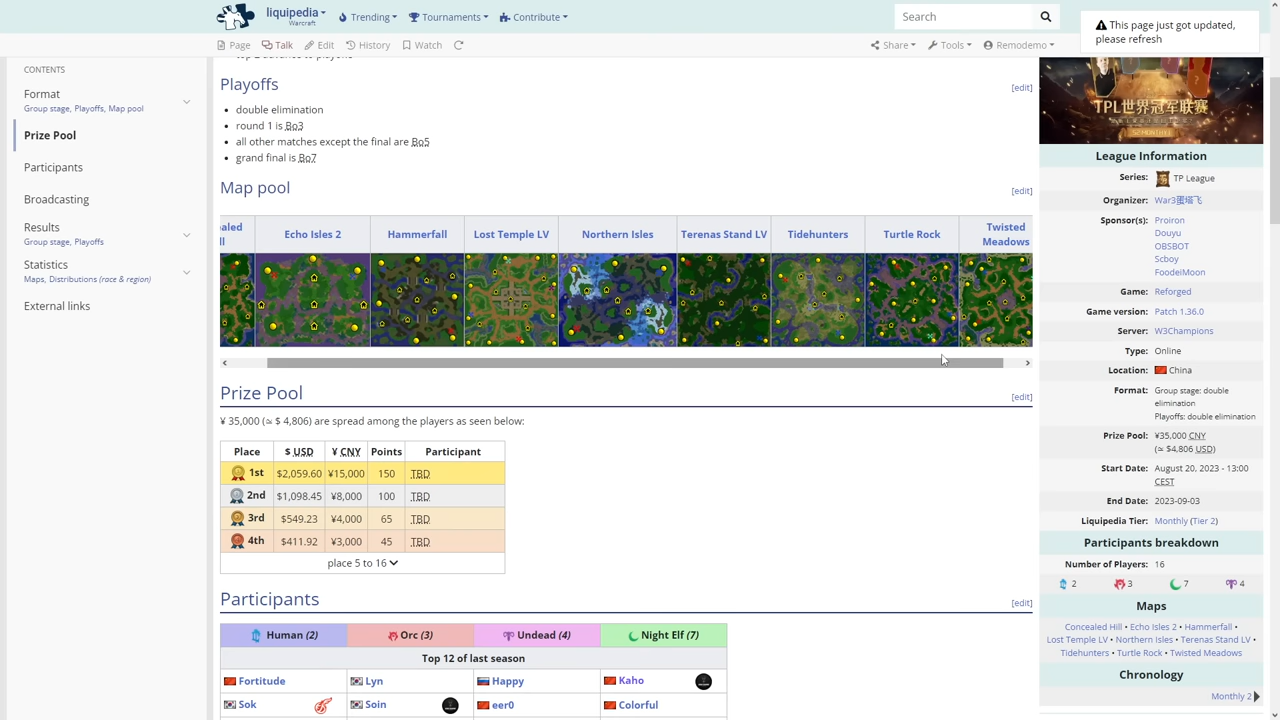 liquipedia
Warcraft
Trending
Tournaments
Contribute
Search
This page just got updated,
please refresh
Page
Talk
Edit
History
Watch
Share
Tools
Remodemo
CONTENTS
Format
Group stage, Playoffs, Map pool
Prize Pool
Participants
Broadcasting
Results
Group stage, Playoffs
Statistics
Maps, Distributions (race & region)
External links
top 2 advance to playoffs
Playoffs [edit]
double elimination
round 1 is Bo3
all other matches except the final are Bo5
grand final is Bo7
Map pool [edit]
Echo Isles 2 Hammerfall Lost Temple LV Northern Isles Terenas Stand LV Tidehunters Turtle Rock Twisted
Meadows
Prize Pool [edit]
¥ 35,000 (≃ $ 4,806) are spread among the players as seen below:
Place $ USD ¥ CNY Points Participant
1st $2,059.60 ¥15,000 150 TBD
2nd $1,098.45 ¥8,000 100 TBD
3rd $549.23 ¥4,000 65 TBD
4th $411.92 ¥3,000 45 TBD
place 5 to 16
Participants [edit]
Human (2) Orc (3) Undead (4) Night Elf (7)
Top 12 of last season
Fortitude Lyn Happy Kaho
Sok Soin eer0 Colorful
TPL世界冠军联赛
League Information
Series: TP League
Organizer: War3蛋塔飞
Sponsor(s): Proiron
Douyu
OBSBOT
Scboy
FoodeiMoon
Game: Reforged
Game version: Patch 1.36.0
Server: W3Champions
Type: Online
Location: China
Format: Group stage: double
elimination
Playoffs: double elimination
Prize Pool: ¥35,000 CNY
(≃ $4,806 USD)
Start Date: August 20, 2023 - 13:00
CEST
End Date: 2023-09-03
Liquipedia Tier: Monthly (Tier 2)
Participants breakdown
Number of Players: 16
2 3 7 4
Maps
Concealed Hill • Echo Isles 2 • Hammerfall •
Lost Temple LV • Northern Isles • Terenas Stand LV •
Tidehunters • Turtle Rock • Twisted Meadows
Chronology
Monthly 2